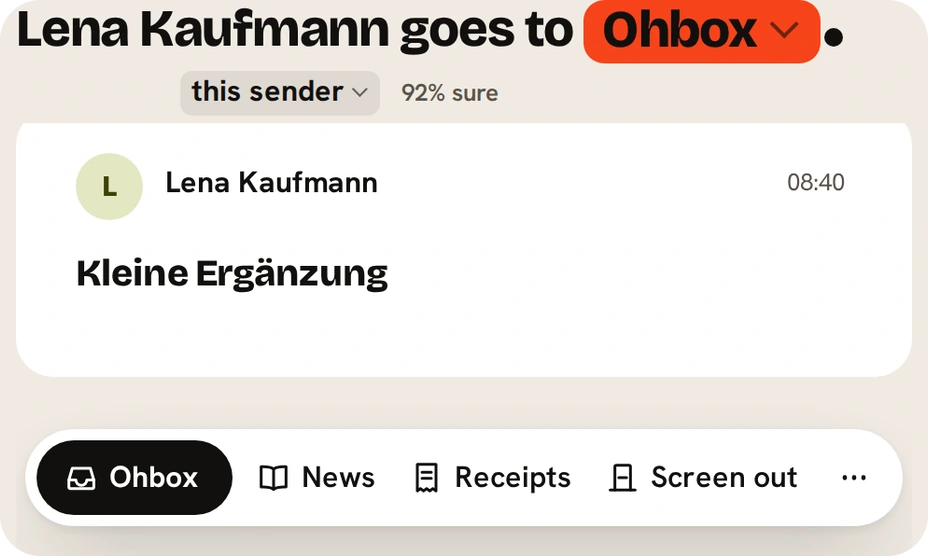 Lena Kaufmann goes to Ohbox.
this sender 92% sure
L Lena Kaufmann 08:40
Kleine Ergänzung
Ohbox News Receipts Screen out ...